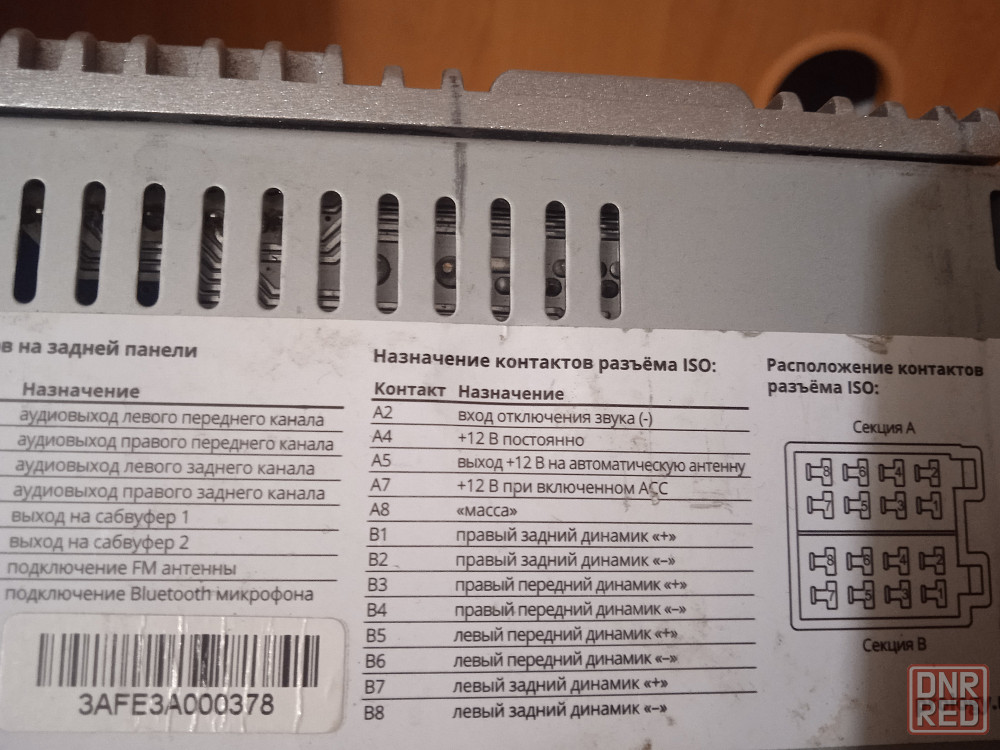 в на задней панели
Назначение
аудиовыход левого переднего канала
аудиовыход правого переднего канала
аудиовыход левого заднего канала
аудиовыход правого заднего канала
выход на сабвуфер 1
выход на сабвуфер 2
подключение FM антенны
подключение Bluetooth микрофона
3AFE3A000378
Назначение контактов разъёма ISO:
Контакт Назначение
A2 вход отключения звука (-)
A4 +12 В постоянно
A5 выход +12 В на автоматическую антенну
A7 +12 В при включенном ACC
A8 «масса»
B1 правый задний динамик «+»
B2 правый задний динамик «–»
B3 правый передний динамик «+»
B4 правый передний динамик «–»
B5 левый передний динамик «+»
B6 левый передний динамик «–»
B7 левый задний динамик «+»
B8 левый задний динамик «–»
Расположение контактов
разъёма ISO:
Секция A
8 6 4 2
7 5 3 1
8 6 4 2
7 5 3 1
Секция B
DNR
RED